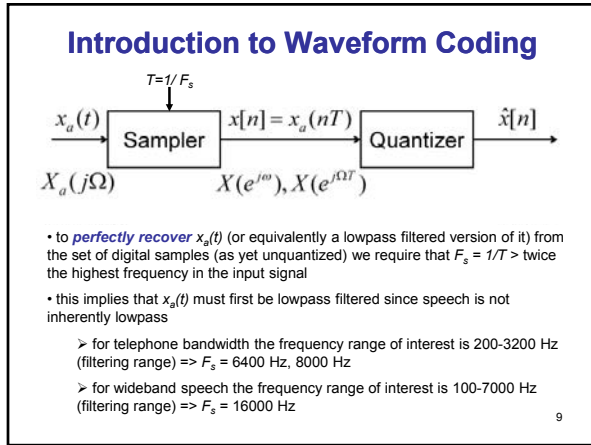 Introduction to Waveform Coding
T=1/ Fₛ
xₐ(t)
Sampler
x[n] = xₐ(nT)
Quantizer
x̂[n]
Xₐ(jΩ)
X(e^{jω}), X(e^{jΩT})
• to perfectly recover xₐ(t) (or equivalently a lowpass filtered version of it) from
the set of digital samples (as yet unquantized) we require that Fₛ = 1/T > twice
the highest frequency in the input signal
• this implies that xₐ(t) must first be lowpass filtered since speech is not
inherently lowpass
➢ for telephone bandwidth the frequency range of interest is 200-3200 Hz
(filtering range) => Fₛ = 6400 Hz, 8000 Hz
➢ for wideband speech the frequency range of interest is 100-7000 Hz
(filtering range) => Fₛ = 16000 Hz
9